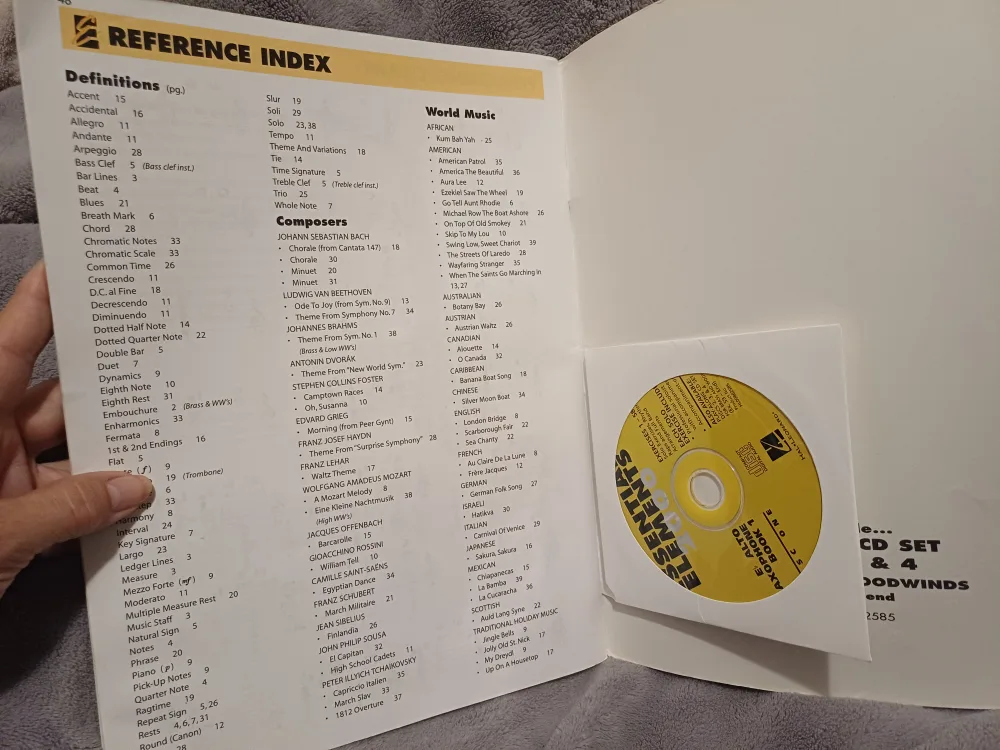 REFERENCE INDEX
Definitions (pg.)
Accent 15
Accidental 16
Allegro 11
Andante 11
Arpeggio 28
Bass Clef 5 (Bass clef inst.)
Bar Lines 3
Beat 4
Blues 21
Breath Mark 6
Chord 28
Chromatic Notes 33
Chromatic Scale 33
Common Time 26
Crescendo 11
D.C. al Fine 18
Decrescendo 11
Diminuendo 11
Dotted Half Note 14
Dotted Quarter Note 22
Double Bar 5
Duet 7
Dynamics 9
Eighth Note 10
Eighth Rest 31
Embouchure 2 (Brass & WW's)
Enharmonics 33
Fermata 8
1st & 2nd Endings 16
Flat 5
(f) 9
19 (Trombone)
6
33
Harmony 8
Interval 24
Key Signature 7
Largo 23
Ledger Lines 3
Measure 3
Mezzo Forte (mf) 9
Moderato 11
Multiple Measure Rest 20
Music Staff 3
Natural Sign 5
Notes 4
Phrase 20
Piano (p) 9
Pick-Up Notes 9
Quarter Note 4
Ragtime 19
Repeat Sign 5, 26
Rests 4, 6, 7, 31
Round (Canon) 12
28
Slur 19
Soli 29
Solo 23, 38
Tempo 11
Theme And Variations 18
Tie 14
Time Signature 5
Treble Clef 5 (Treble clef inst.)
Trio 25
Whole Note 7
Composers
JOHANN SEBASTIAN BACH
• Chorale (from Cantata 147) 18
• Chorale 30
• Minuet 20
• Minuet 31
LUDWIG VAN BEETHOVEN
• Ode To Joy (from Sym. No. 9) 13
• Theme From Symphony No. 7 34
JOHANNES BRAHMS
• Theme From Sym. No. 1 38
(Brass & Low WW's)
ANTONIN DVORÁK
• Theme From "New World Sym." 23
STEPHEN COLLINS FOSTER
• Camptown Races 14
• Oh, Susanna 10
EDVARD GRIEG
• Morning (from Peer Gynt) 15
FRANZ JOSEF HAYDN
• Theme From "Surprise Symphony" 28
FRANZ LEHAR
• Waltz Theme 17
WOLFGANG AMADEUS MOZART
• A Mozart Melody 8
• Eine Kleine Nachtmusik 38
(High WW's)
JACQUES OFFENBACH
• Barcarolle 15
GIOACCHINO ROSSINI
• William Tell 10
CAMILLE SAINT-SAËNS
• Egyptian Dance 34
FRANZ SCHUBERT
• March Militaire 21
JEAN SIBELIUS
• Finlandia 26
JOHN PHILIP SOUSA
• El Capitan 32
• High School Cadets 11
PETER ILLYICH TCHAIKOVSKY
• Capriccio Italien 35
• March Slav 33
• 1812 Overture 37
World Music
AFRICAN
• Kum Bah Yah 25
AMERICAN
• American Patrol 35
• America The Beautiful 36
• Aura Lee 12
• Ezekiel Saw The Wheel 19
• Go Tell Aunt Rhodie 6
• Michael Row The Boat Ashore 26
• On Top Of Old Smokey 21
• Skip To My Lou 10
• Swing Low, Sweet Chariot 39
• The Streets Of Laredo 28
• Wayfaring Stranger 35
• When The Saints Go Marching In
13, 27
AUSTRALIAN
• Botany Bay 26
AUSTRIAN
• Austrian Waltz 26
CANADIAN
• Alouette 14
• O Canada 32
CARIBBEAN
• Banana Boat Song 18
CHINESE
• Silver Moon Boat 34
ENGLISH
• London Bridge 8
• Scarborough Fair 22
• Sea Chanty 22
FRENCH
• Au Claire De La Lune 8
• Frère Jacques 12
GERMAN
• German Folk Song 27
ISRAELI
• Hatikva 30
ITALIAN
• Carnival Of Venice 29
JAPANESE
• Sakura, Sakura 16
MEXICAN
• Chiapanecas 15
• La Bamba 39
• La Cucaracha 36
SCOTTISH
• Auld Lang Syne 22
TRADITIONAL HOLIDAY MUSIC
• Jingle Bells 9
• Jolly Old St. Nick 17
• My Dreydl 9
• Up On A Housetop 17
ESSENTIAL
ELEMENTS
2000
E♭ ALTO
SAXOPHONE
BOOK 1
EXERCISES 1 - 58
HAL•LEONARD
CD SET
& 4
OODWINDS
end
2585